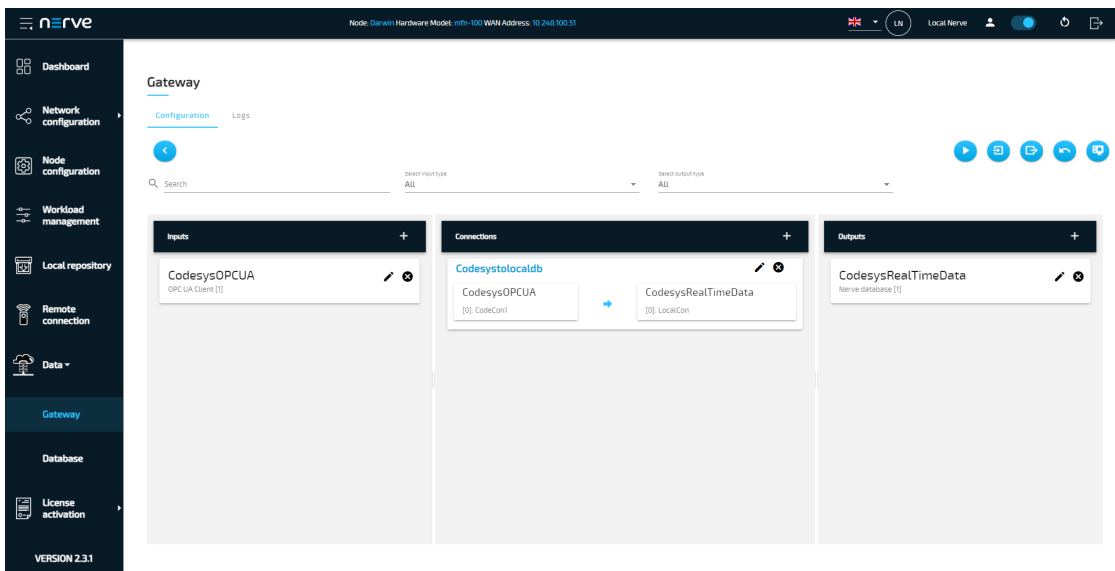 nerve
Node: Darwin Hardware Model: mfn-100 WAN Address: 10.240.100.51
LN
Local Nerve
Dashboard
Network
configuration
Node
configuration
Workload
management
Local repository
Remote
connection
Data
Gateway
Database
License
activation
VERSION 2.3.1
Gateway
Configuration
Logs
Search
Select input type
All
Select output type
All
Inputs +
CodesysOPCUA
OPC UA Client [1]
Connections +
Codesystolocaldb
CodesysOPCUA
[0]: CodeCon1
CodesysRealTimeData
[0]: LocalCon
Outputs +
CodesysRealTimeData
Nerve database [1]